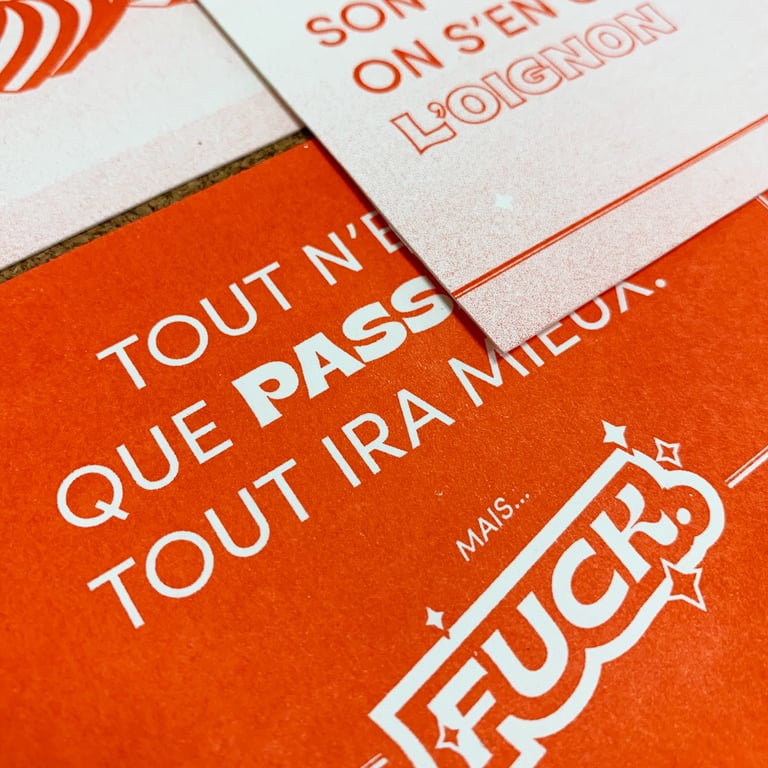 SON
ON S'EN
L'OIGNON
TOUT N'E
QUE PASS
TOUT IRA MIEUX.
MAIS...
FUCK.